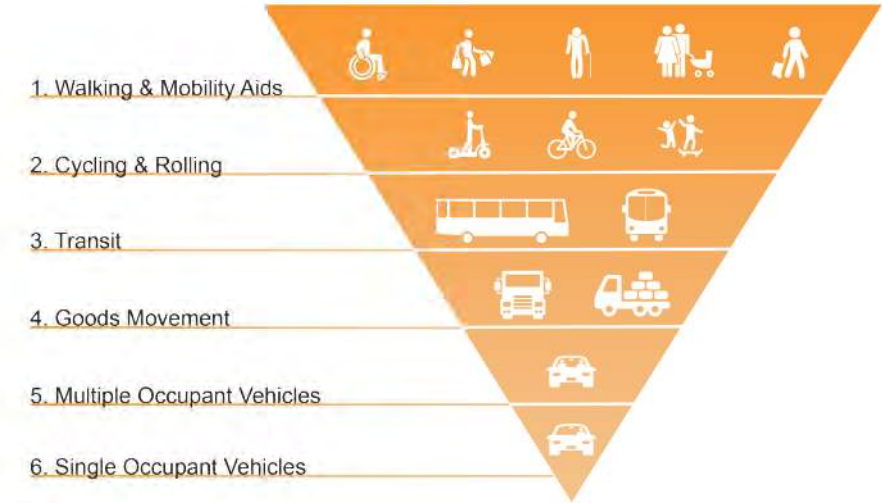 1. Walking & Mobility Aids
2. Cycling & Rolling
3. Transit
4. Goods Movement
5. Multiple Occupant Vehicles
6. Single Occupant Vehicles